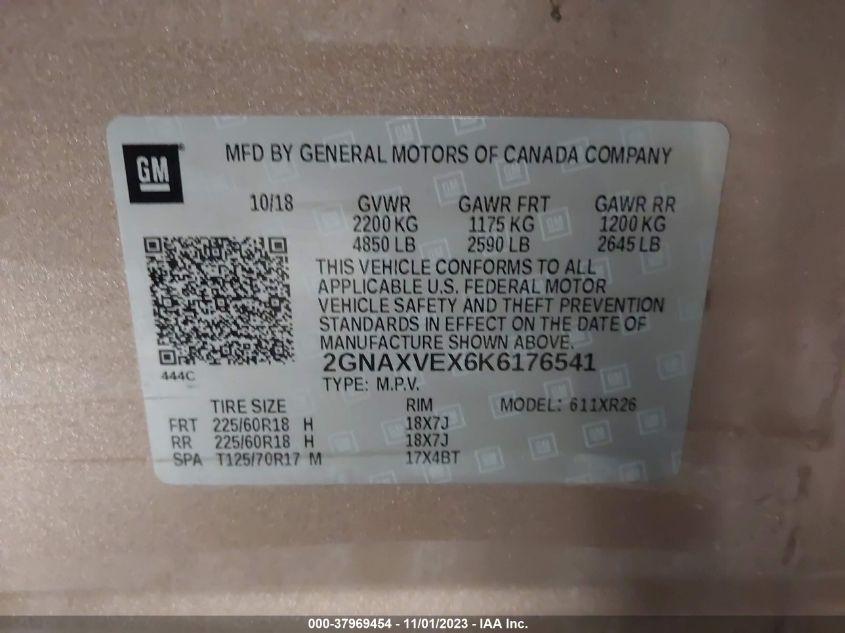 GM
MFD BY GENERAL MOTORS OF CANADA COMPANY
10/18 GVWR GAWR FRT GAWR RR
2200 KG 1175 KG 1200 KG
4850 LB 2590 LB 2645 LB
THIS VEHICLE CONFORMS TO ALL
APPLICABLE U.S. FEDERAL MOTOR
VEHICLE SAFETY AND THEFT PREVENTION
STANDARDS IN EFFECT ON THE DATE OF
MANUFACTURE SHOWN ABOVE.
444C
2GNAXVEX6K6176541
TYPE: M.P.V.
TIRE SIZE RIM MODEL: 611XR26
FRT 225/60R18 H 18X7J
RR 225/60R18 H 18X7J
SPA T125/70R17 M 17X4BT
000-37969454 - 11/01/2023 - IAA Inc.